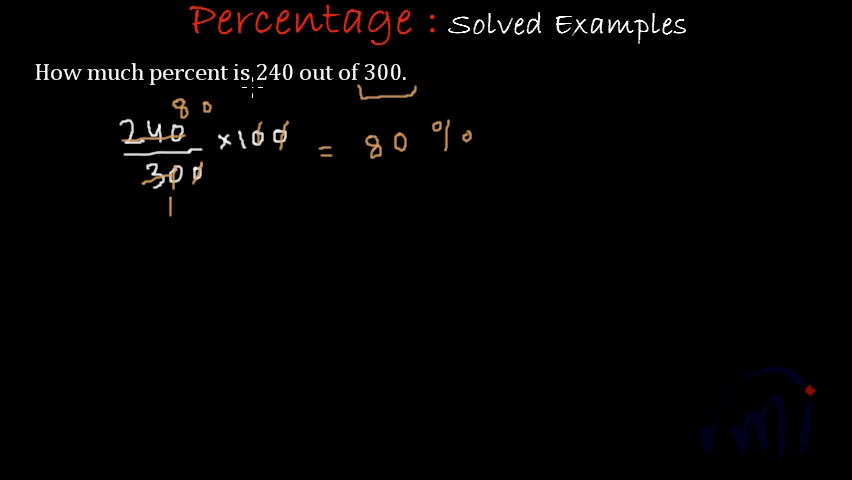 Percentage : Solved Examples
How much percent is 240 out of 300.
80
240
300
× 100 = 80 %
1